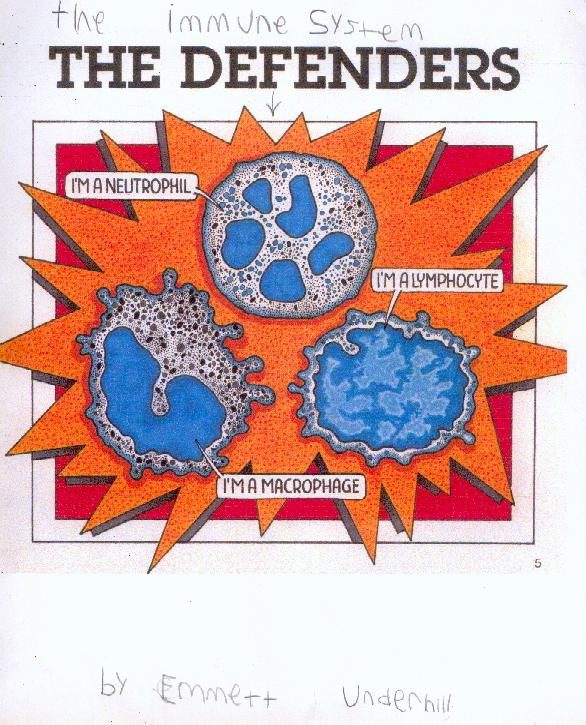 the immune system
THE DEFENDERS
I'M A NEUTROPHIL
I'M A LYMPHOCYTE
I'M A MACROPHAGE
5
by Emmett Underhill